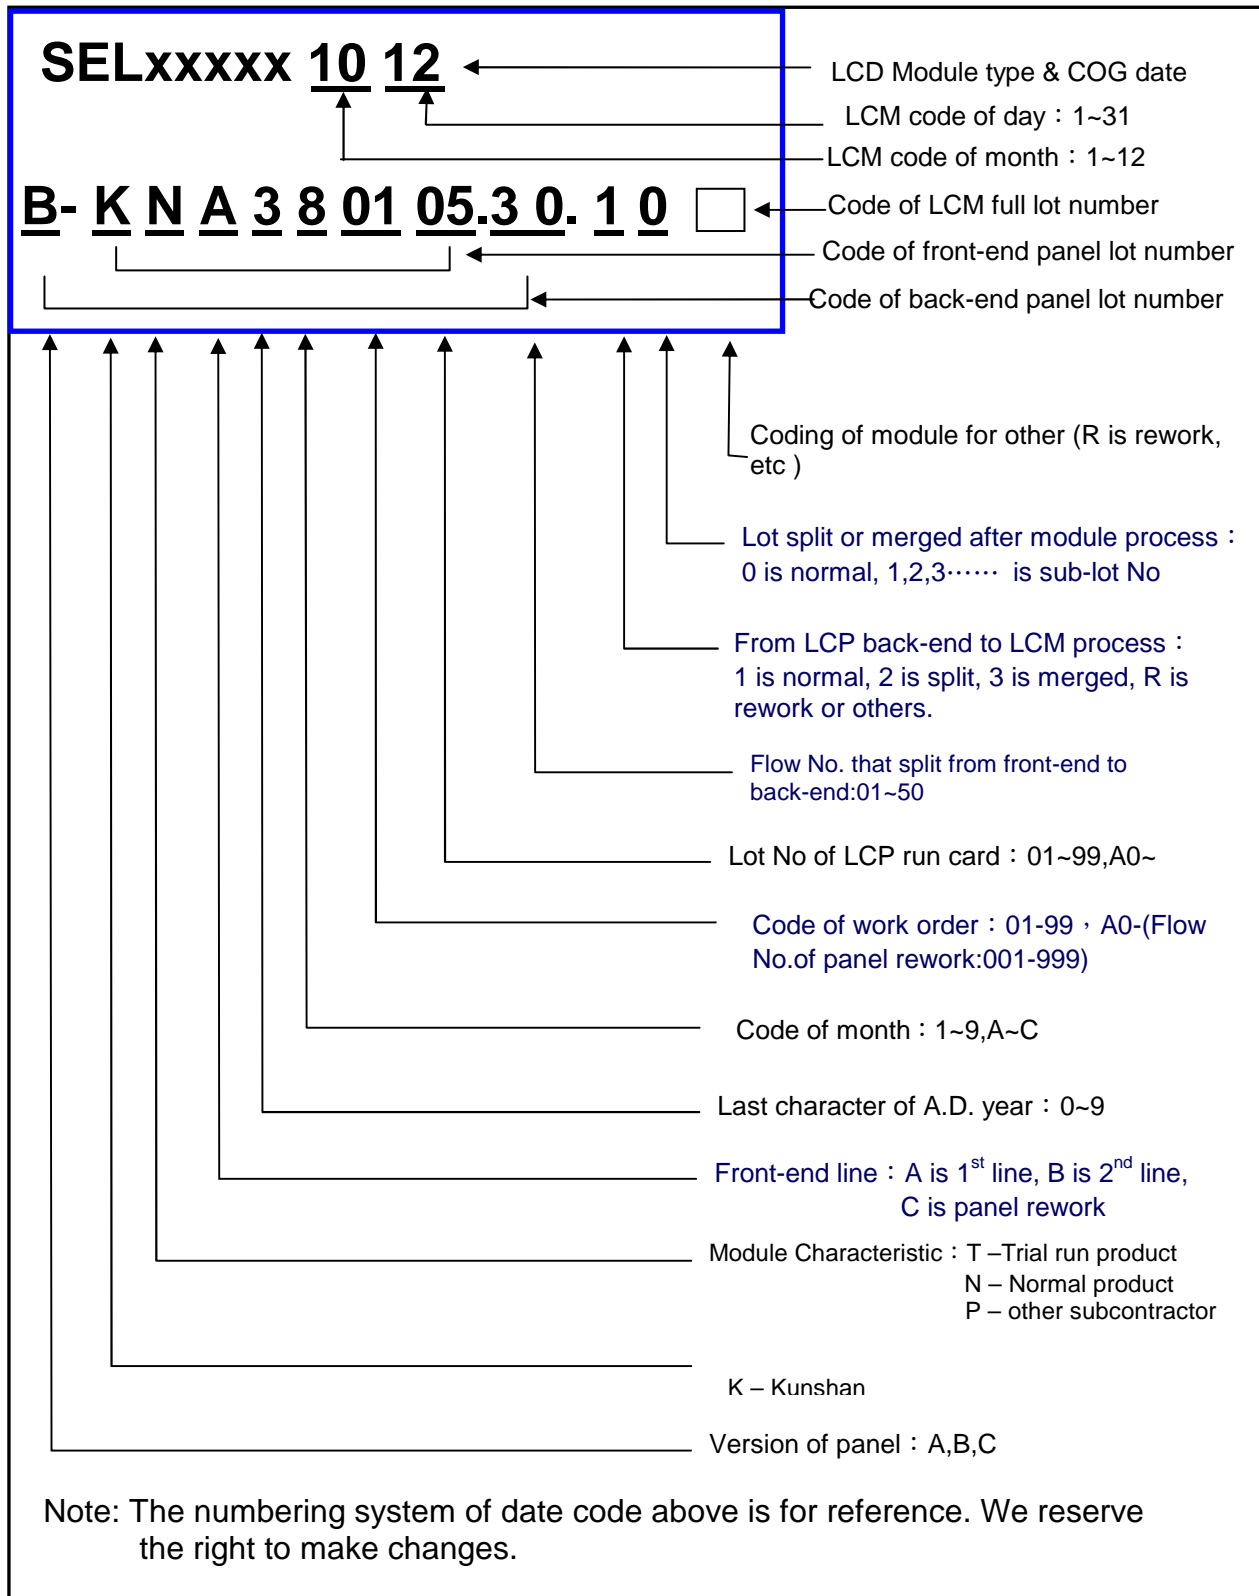 SELxxxxx 10 12
LCD Module type & COG date
LCM code of day：1~31
LCM code of month：1~12
B- K N A 3 8 01 05.3 0. 1 0
Code of LCM full lot number
Code of front-end panel lot number
Code of back-end panel lot number
Coding of module for other (R is rework,
etc )
Lot split or merged after module process：
0 is normal, 1,2,3⋯⋯ is sub-lot No
From LCP back-end to LCM process：
1 is normal, 2 is split, 3 is merged, R is
rework or others.
Flow No. that split from front-end to
back-end:01~50
Lot No of LCP run card：01~99,A0~
Code of work order：01-99，A0-(Flow
No.of panel rework:001-999)
Code of month：1~9,A~C
Last character of A.D. year：0~9
Front-end line：A is 1st line, B is 2nd line,
C is panel rework
Module Characteristic：T –Trial run product
N – Normal product
P – other subcontractor
K – Kunshan
Version of panel：A,B,C
Note: The numbering system of date code above is for reference. We reserve
the right to make changes.